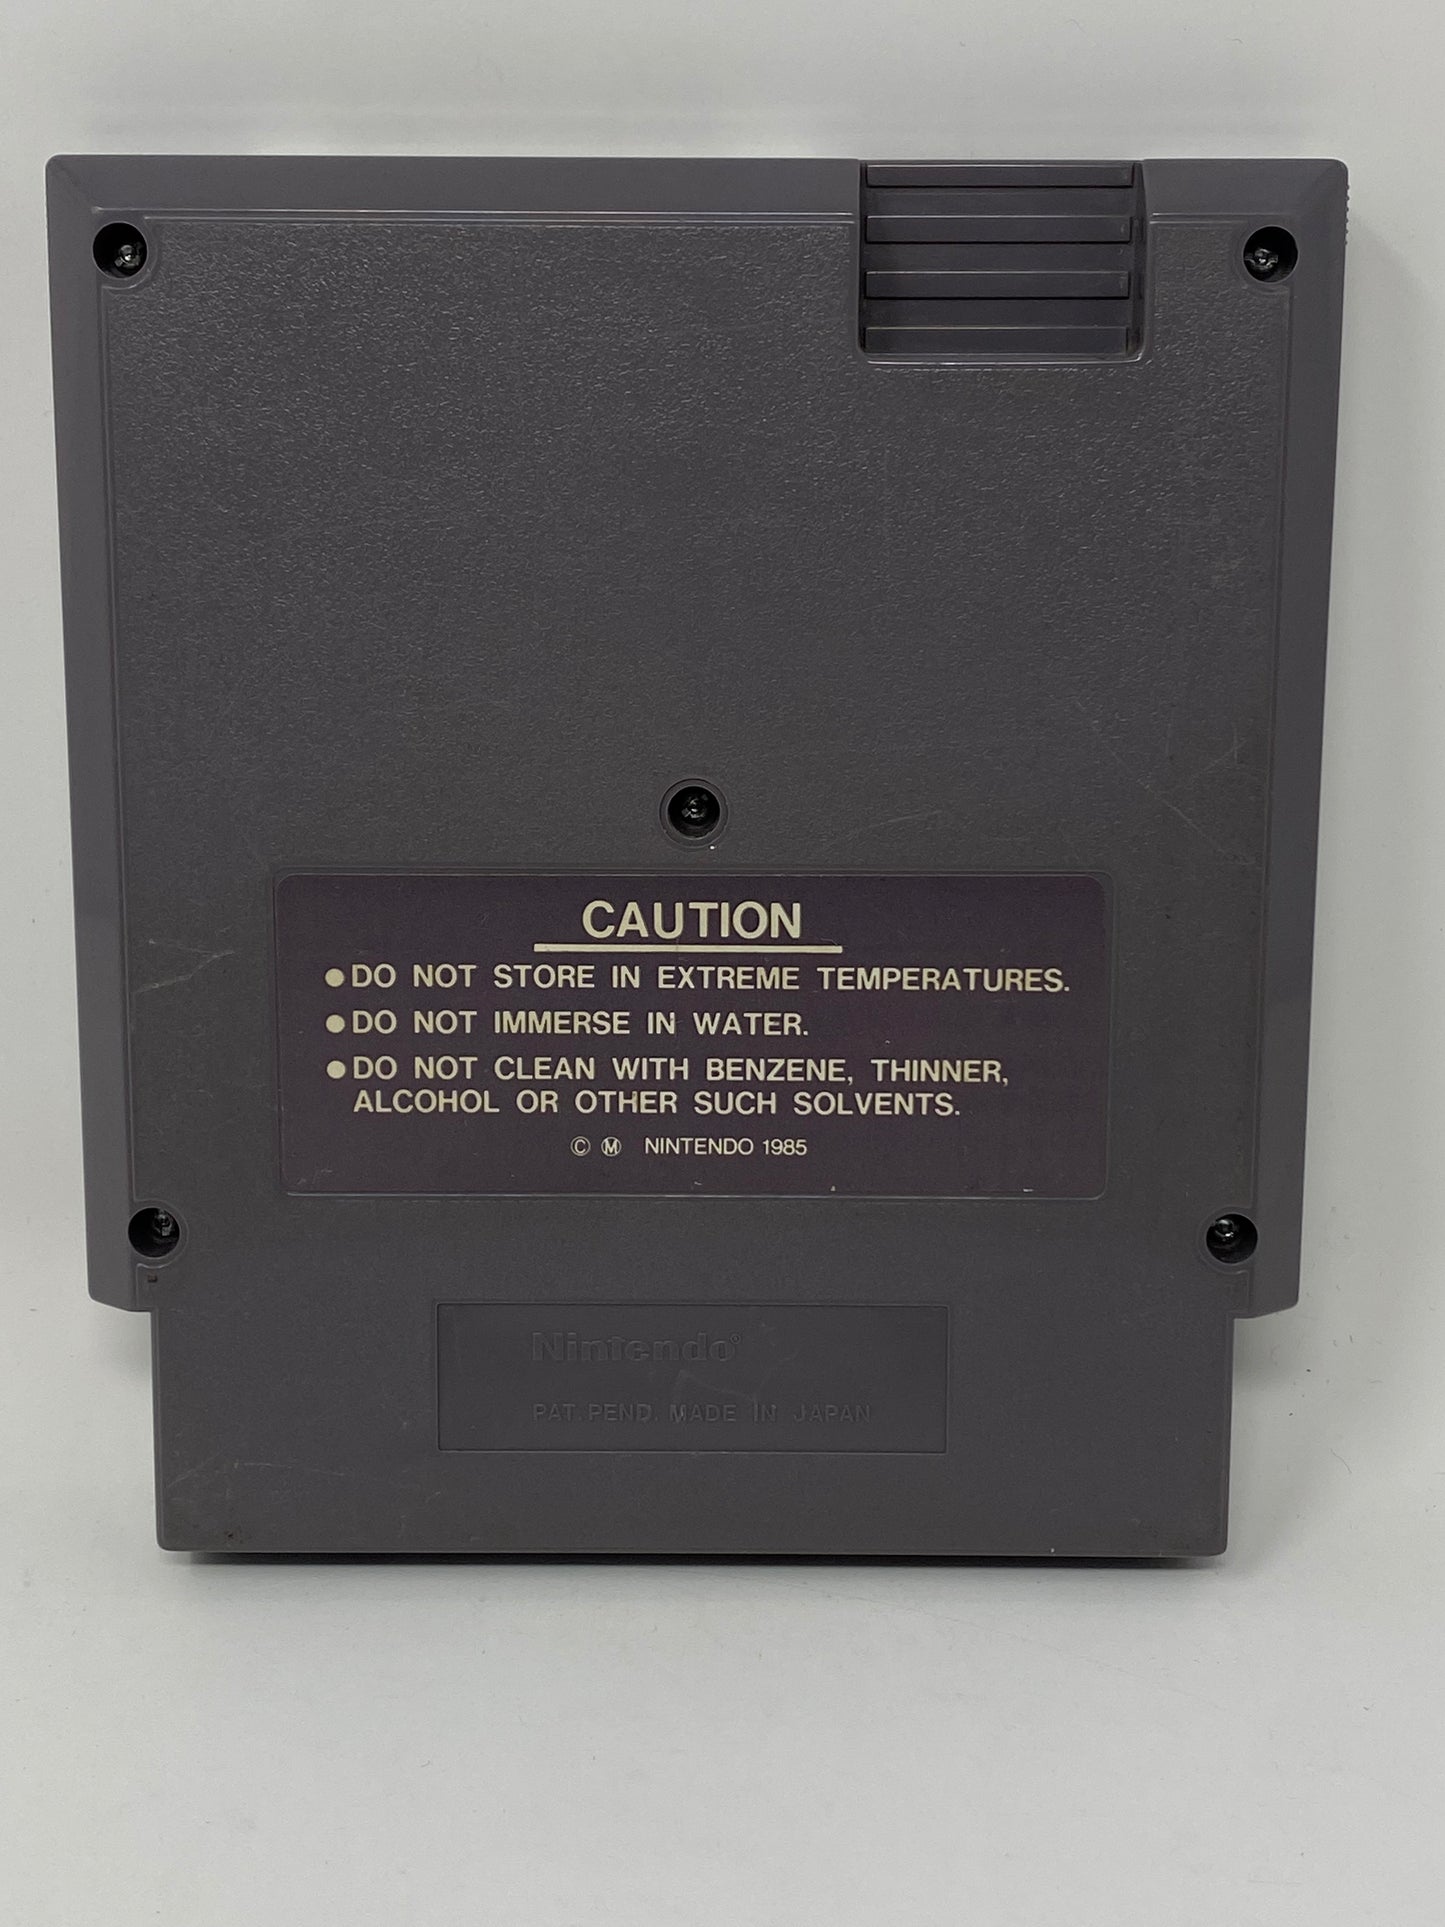 CAUTION
●DO NOT STORE IN EXTREME TEMPERATURES.
●DO NOT IMMERSE IN WATER.
●DO NOT CLEAN WITH BENZENE, THINNER,
ALCOHOL OR OTHER SUCH SOLVENTS.
© Ⓜ NINTENDO 1985
Nintendo®
PAT. PEND. MADE IN JAPAN